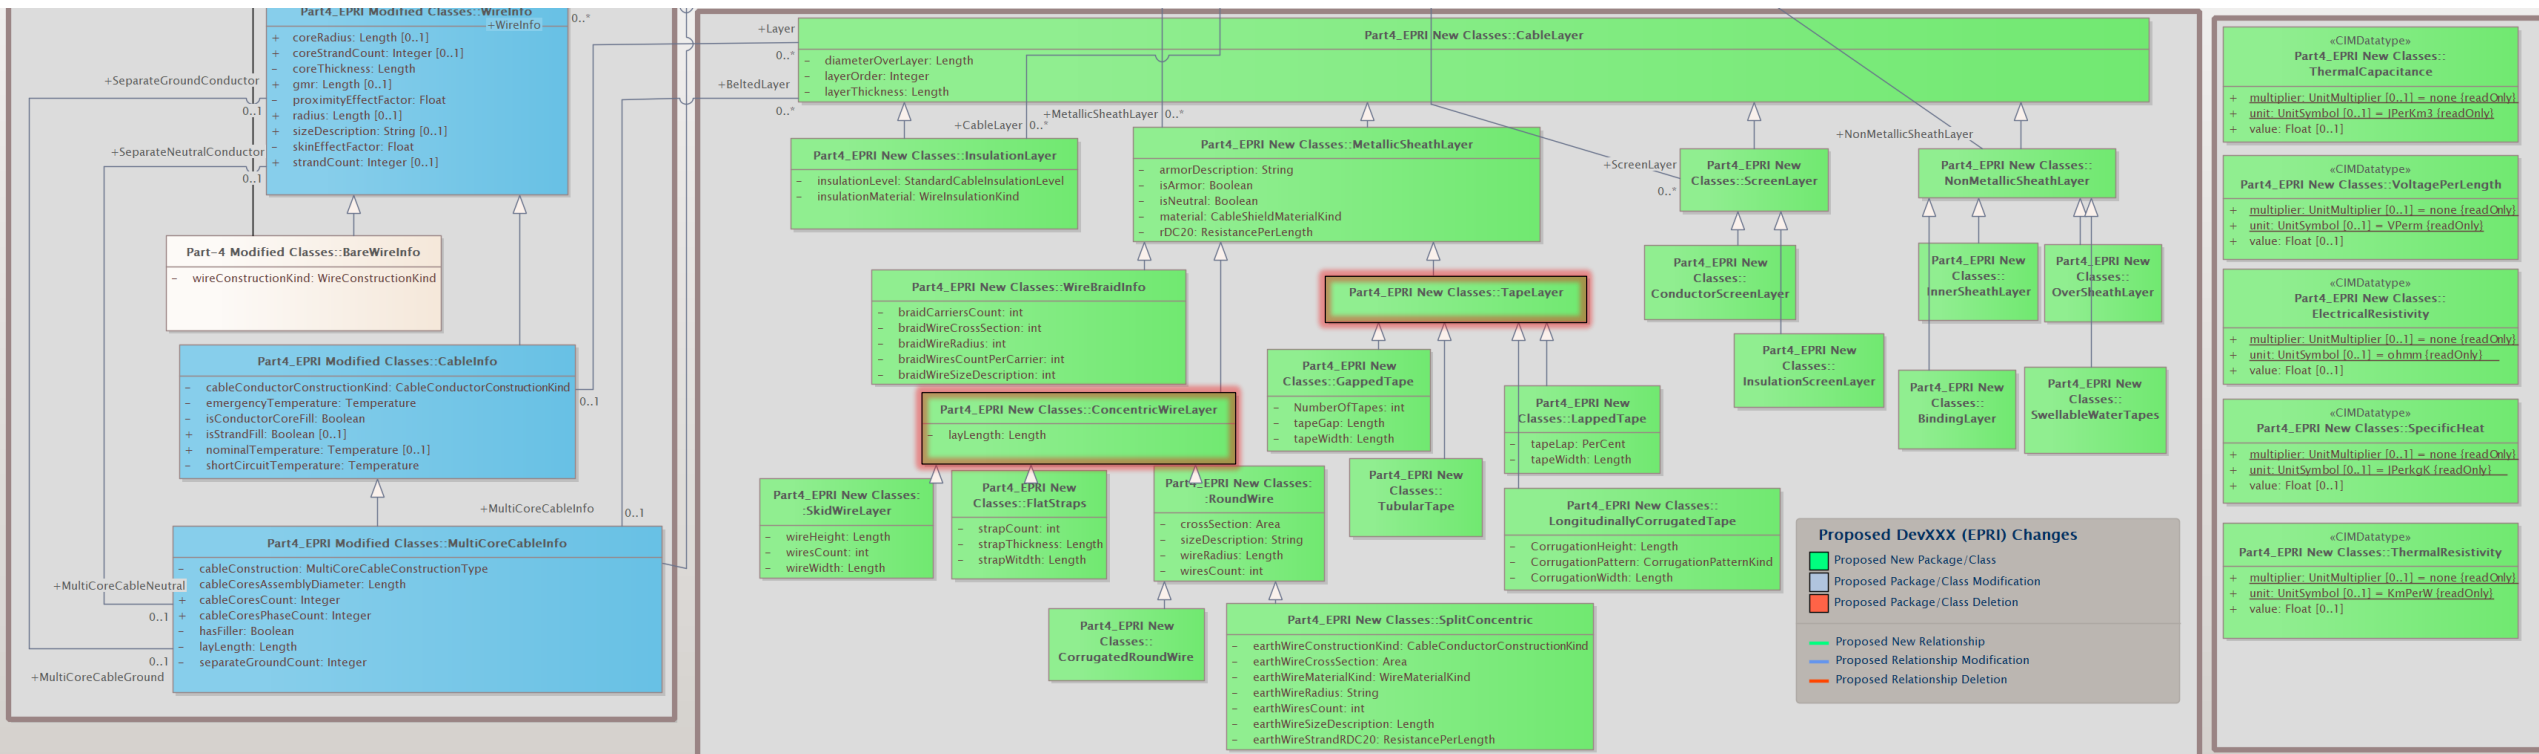 Part4_EPRI Modified Classes::WireInfo
+WireInfo
0..*
+ coreRadius: Length [0..1]
+ coreStrandCount: Integer [0..1]
- coreThickness: Length
+ gmr: Length [0..1]
- proximityEffectFactor: Float
+ radius: Length [0..1]
+ sizeDescription: String [0..1]
- skinEffectFactor: Float
+ strandCount: Integer [0..1]
+SeparateGroundConductor
0..1
+SeparateNeutralConductor
0..1
Part-4 Modified Classes::BareWireInfo
- wireConstructionKind: WireConstructionKind
Part4_EPRI Modified Classes::CableInfo
- cableConductorConstructionKind: CableConductorConstructionKind
- emergencyTemperature: Temperature
- isConductorCoreFill: Boolean
+ isStrandFill: Boolean [0..1]
+ nominalTemperature: Temperature [0..1]
- shortCircuitTemperature: Temperature
0..1
+MultiCoreCableInfo
0..1
Part4_EPRI Modified Classes::MultiCoreCableInfo
- cableConstruction: MultiCoreCableConstructionType
- cableCoresAssemblyDiameter: Length
+ cableCoresCount: Integer
+ cableCoresPhaseCount: Integer
- hasFiller: Boolean
- layLength: Length
- separateGroundCount: Integer
+MultiCoreCableNeutral
0..1
0..1
+MultiCoreCableGround
+Layer
0..*
+BeltedLayer
0..*
Part4_EPRI New Classes::CableLayer
- diameterOverLayer: Length
- layerOrder: Integer
- layerThickness: Length
+CableLayer 0..*
+MetallicSheathLayer 0..*
+ScreenLayer
0..*
+NonMetallicSheathLayer
Part4_EPRI New Classes::InsulationLayer
- insulationLevel: StandardCableInsulationLevel
- insulationMaterial: WireInsulationKind
Part4_EPRI New Classes::MetallicSheathLayer
- armorDescription: String
- isArmor: Boolean
- isNeutral: Boolean
- material: CableShieldMaterialKind
- rDC20: ResistancePerLength
Part4_EPRI New
Classes::ScreenLayer
Part4_EPRI New Classes::
NonMetallicSheathLayer
Part4_EPRI New Classes::WireBraidInfo
- braidCarriersCount: int
- braidWireCrossSection: int
- braidWireRadius: int
- braidWiresCountPerCarrier: int
- braidWireSizeDescription: int
Part4_EPRI New Classes::TapeLayer
Part4_EPRI New
Classes::
ConductorScreenLayer
Part4_EPRI New
Classes::
InnerSheathLayer
Part4_EPRI New
Classes::
OverSheathLayer
Part4_EPRI New
Classes::
InsulationScreenLayer
Part4_EPRI New
Classes::
BindingLayer
Part4_EPRI New
Classes::
SwellableWaterTapes
Part4_EPRI New Classes::ConcentricWireLayer
- layLength: Length
Part4_EPRI New
Classes::GappedTape
- NumberOfTapes: int
- tapeGap: Length
- tapeWidth: Length
Part4_EPRI New
Classes::LappedTape
- tapeLap: PerCent
- tapeWidth: Length
Part4_EPRI New
Classes::
TubularTape
Part4_EPRI New Classes::
LongitudinallyCorrugatedTape
- CorrugationHeight: Length
- CorrugationPattern: CorrugationPatternKind
- CorrugationWidth: Length
Part4_EPRI New Classes:
:SkidWireLayer
- wireHeight: Length
- wiresCount: int
- wireWidth: Length
Part4_EPRI New
Classes::FlatStraps
- strapCount: int
- strapThickness: Length
- strapWitdth: Length
Part4_EPRI New Classes:
:RoundWire
- crossSection: Area
- sizeDescription: String
- wireRadius: Length
- wiresCount: int
Part4_EPRI New
Classes::
CorrugatedRoundWire
Part4_EPRI New Classes::SplitConcentric
- earthWireConstructionKind: CableConductorConstructionKind
- earthWireCrossSection: Area
- earthWireMaterialKind: WireMaterialKind
- earthWireRadius: String
- earthWiresCount: int
- earthWireSizeDescription: Length
- earthWireStrandRDC20: ResistancePerLength
Proposed DevXXX (EPRI) Changes
Proposed New Package/Class
Proposed Package/Class Modification
Proposed Package/Class Deletion
Proposed New Relationship
Proposed Relationship Modification
Proposed Relationship Deletion
«CIMDatatype»
Part4_EPRI New Classes::
ThermalCapacitance
+ multiplier: UnitMultiplier [0..1] = none {readOnly}
+ unit: UnitSymbol [0..1] = JPerKm3 {readOnly}
+ value: Float [0..1]
«CIMDatatype»
Part4_EPRI New Classes::VoltagePerLength
+ multiplier: UnitMultiplier [0..1] = none {readOnly}
+ unit: UnitSymbol [0..1] = VPerm {readOnly}
+ value: Float [0..1]
«CIMDatatype»
Part4_EPRI New Classes::
ElectricalResistivity
+ multiplier: UnitMultiplier [0..1] = none {readOnly}
+ unit: UnitSymbol [0..1] = ohmm {readOnly}
+ value: Float [0..1]
«CIMDatatype»
Part4_EPRI New Classes::SpecificHeat
+ multiplier: UnitMultiplier [0..1] = none {readOnly}
+ unit: UnitSymbol [0..1] = JPerkgK {readOnly}
+ value: Float [0..1]
«CIMDatatype»
Part4_EPRI New Classes::ThermalResistivity
+ multiplier: UnitMultiplier [0..1] = none {readOnly}
+ unit: UnitSymbol [0..1] = KmPerW {readOnly}
+ value: Float [0..1]